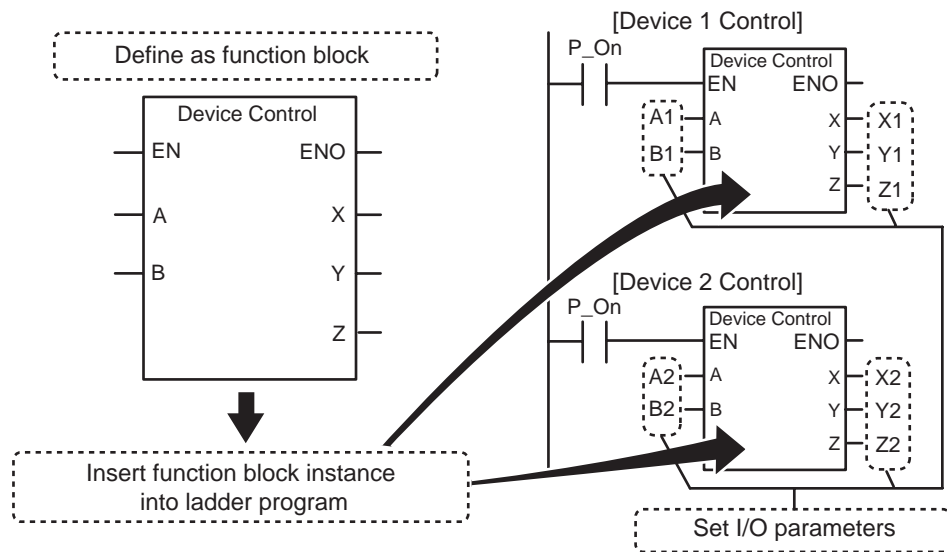 Define as function block
Device Control
EN ENO
A X
B Y
Z
Insert function block instance
into ladder program
[Device 1 Control]
P_On
Device Control
EN ENO
A1 A X X1
B1 B Y Y1
Z Z1
[Device 2 Control]
P_On
Device Control
EN ENO
A2 A X X2
B2 B Y Y2
Z Z2
Set I/O parameters